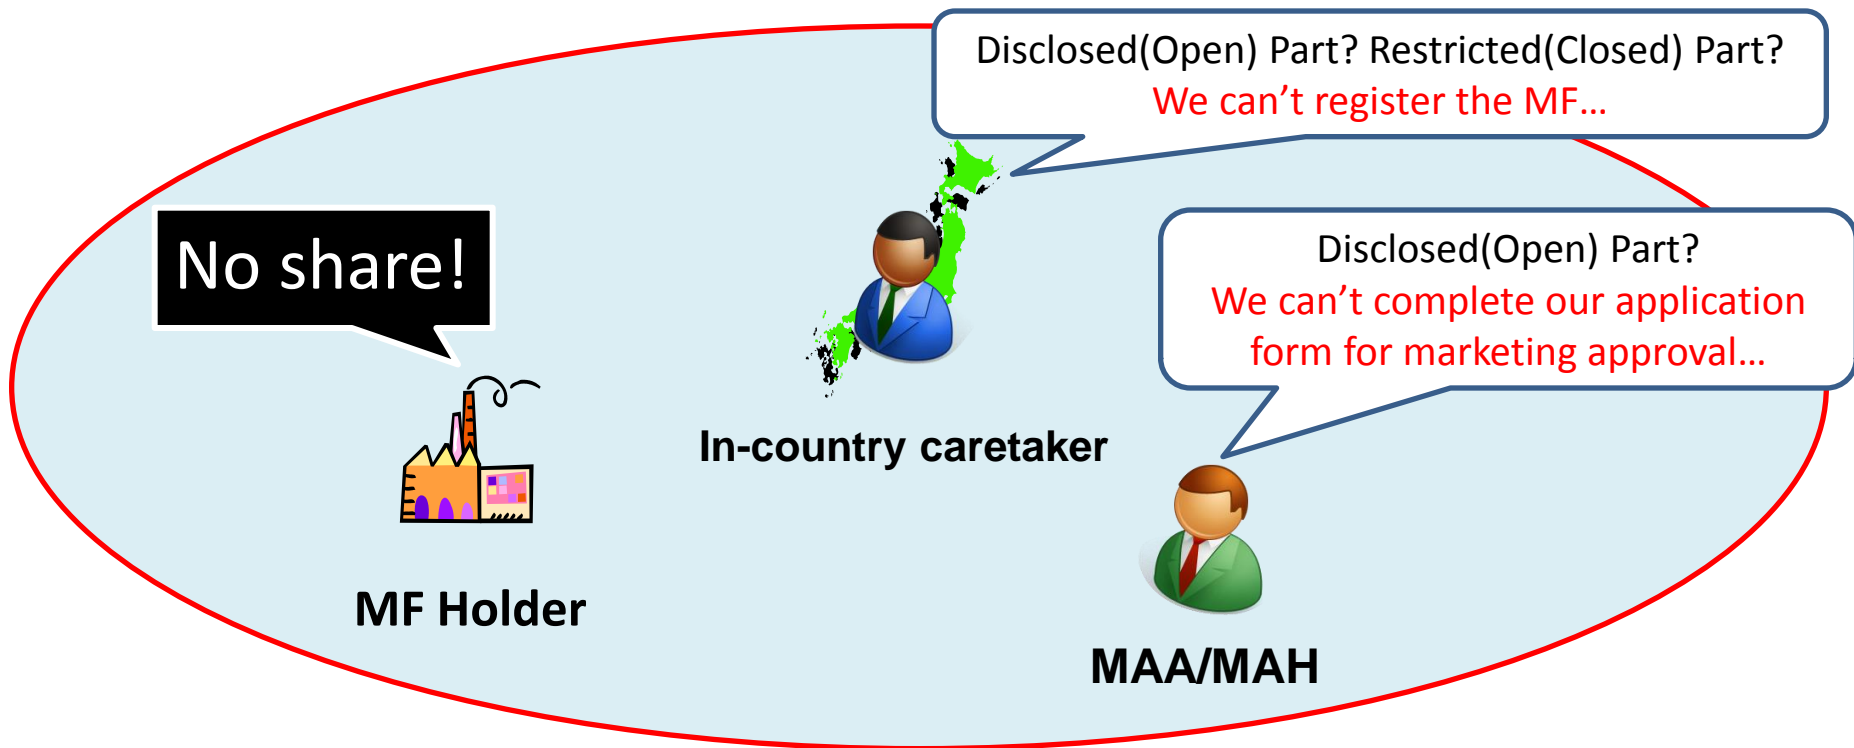 Disclosed(Open) Part? Restricted(Closed) Part?
We can’t register the MF…
No share!
Disclosed(Open) Part?
We can’t complete our application
form for marketing approval…
In-country caretaker
MF Holder
MAA/MAH